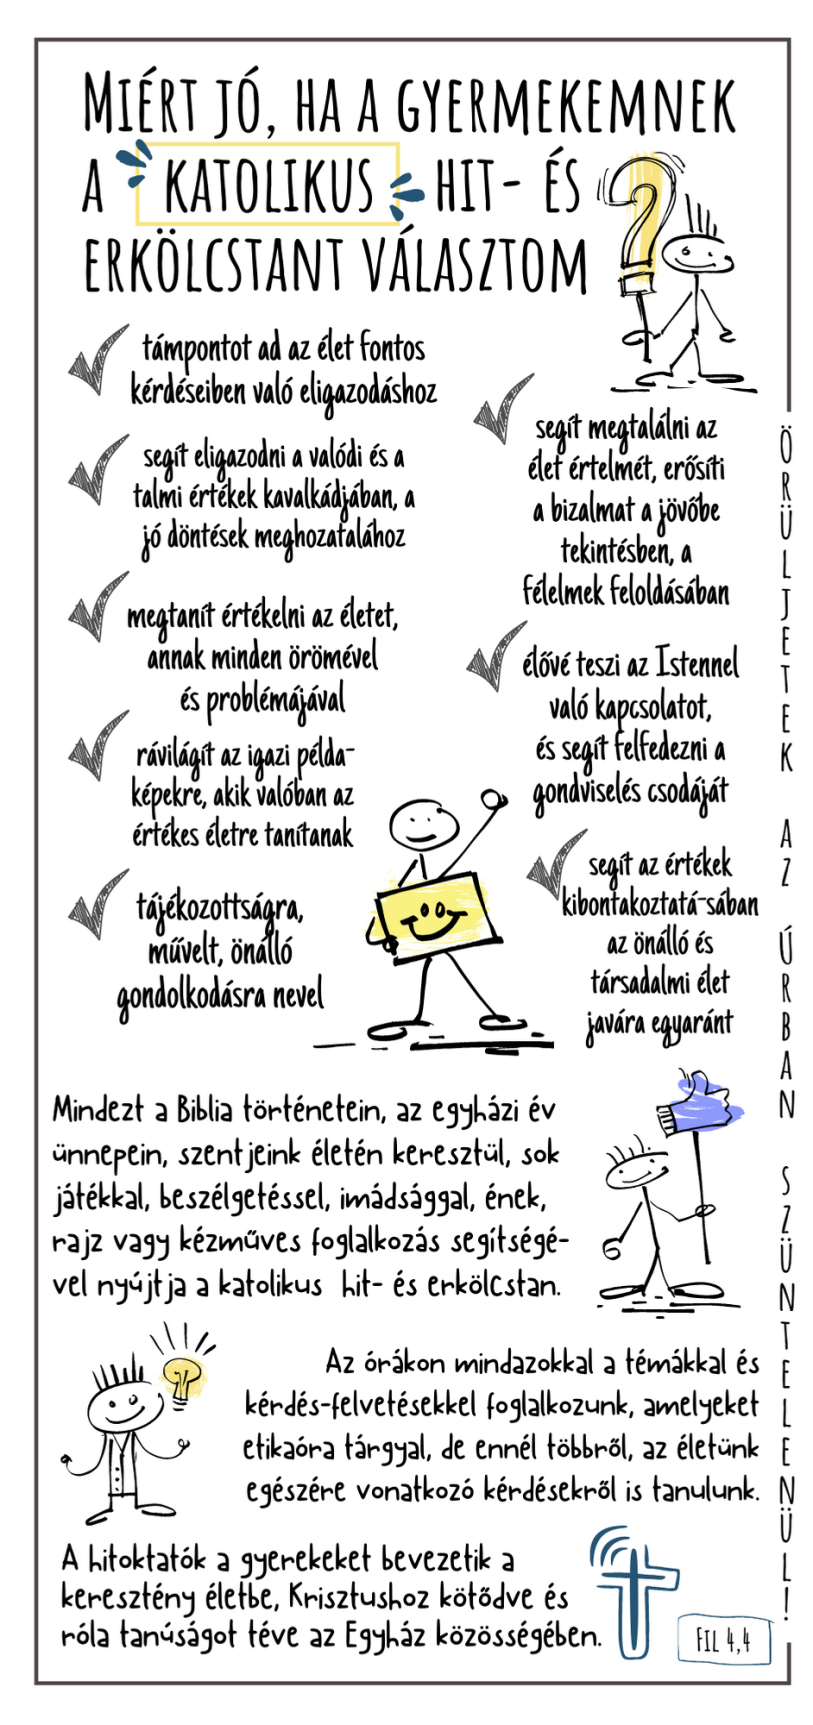 MIÉRT JÓ, HA A GYERMEKEMNEK
A KATOLIKUS HIT- ÉS
ERKÖLCSTANT VÁLASZTOM
?
támpontot ad az élet fontos
kérdéseiben való eligazodáshoz
segít eligazodni a valódi és a
talmi értékek kavalkádjában, a
jó döntések meghozatalához
megtanít értékelni az életet,
annak minden örömével
és problémájával
rávilágít az igazi példa-
képekre, akik valóban az
értékes életre tanítanak
tájékozottságra,
művelt, önálló
gondolkodásra nevel
segít megtalálni az
élet értelmét, erősíti
a bizalmat a jövőbe
tekintésben, a
félelmek feloldásában
élővé teszi az Istennel
való kapcsolatot,
és segít felfedezni a
gondviselés csodáját
segít az értékek
kibontakoztatá-sában
az önálló és
társadalmi élet
javára egyaránt
Mindezt a Biblia történetein, az egyházi év
ünnepein, szentjeink életén keresztül, sok
játékkal, beszélgetéssel, imádsággal, ének,
rajz vagy kézműves foglalkozás segítségé-
vel nyújtja a katolikus hit- és erkölcstan.
Az órákon mindazokkal a témákkal és
kérdés-felvetésekkel foglalkozunk, amelyeket
etikaóra tárgyal, de ennél többről, az életünk
egészére vonatkozó kérdésekről is tanulunk.
A hitoktatók a gyerekeket bevezetik a
keresztény életbe, Krisztushoz kötődve és
róla tanúságot téve az Egyház közösségében.
ÖRÜLJETEK AZ ÚRBAN SZÜNTELENÜL!
FIL 4,4